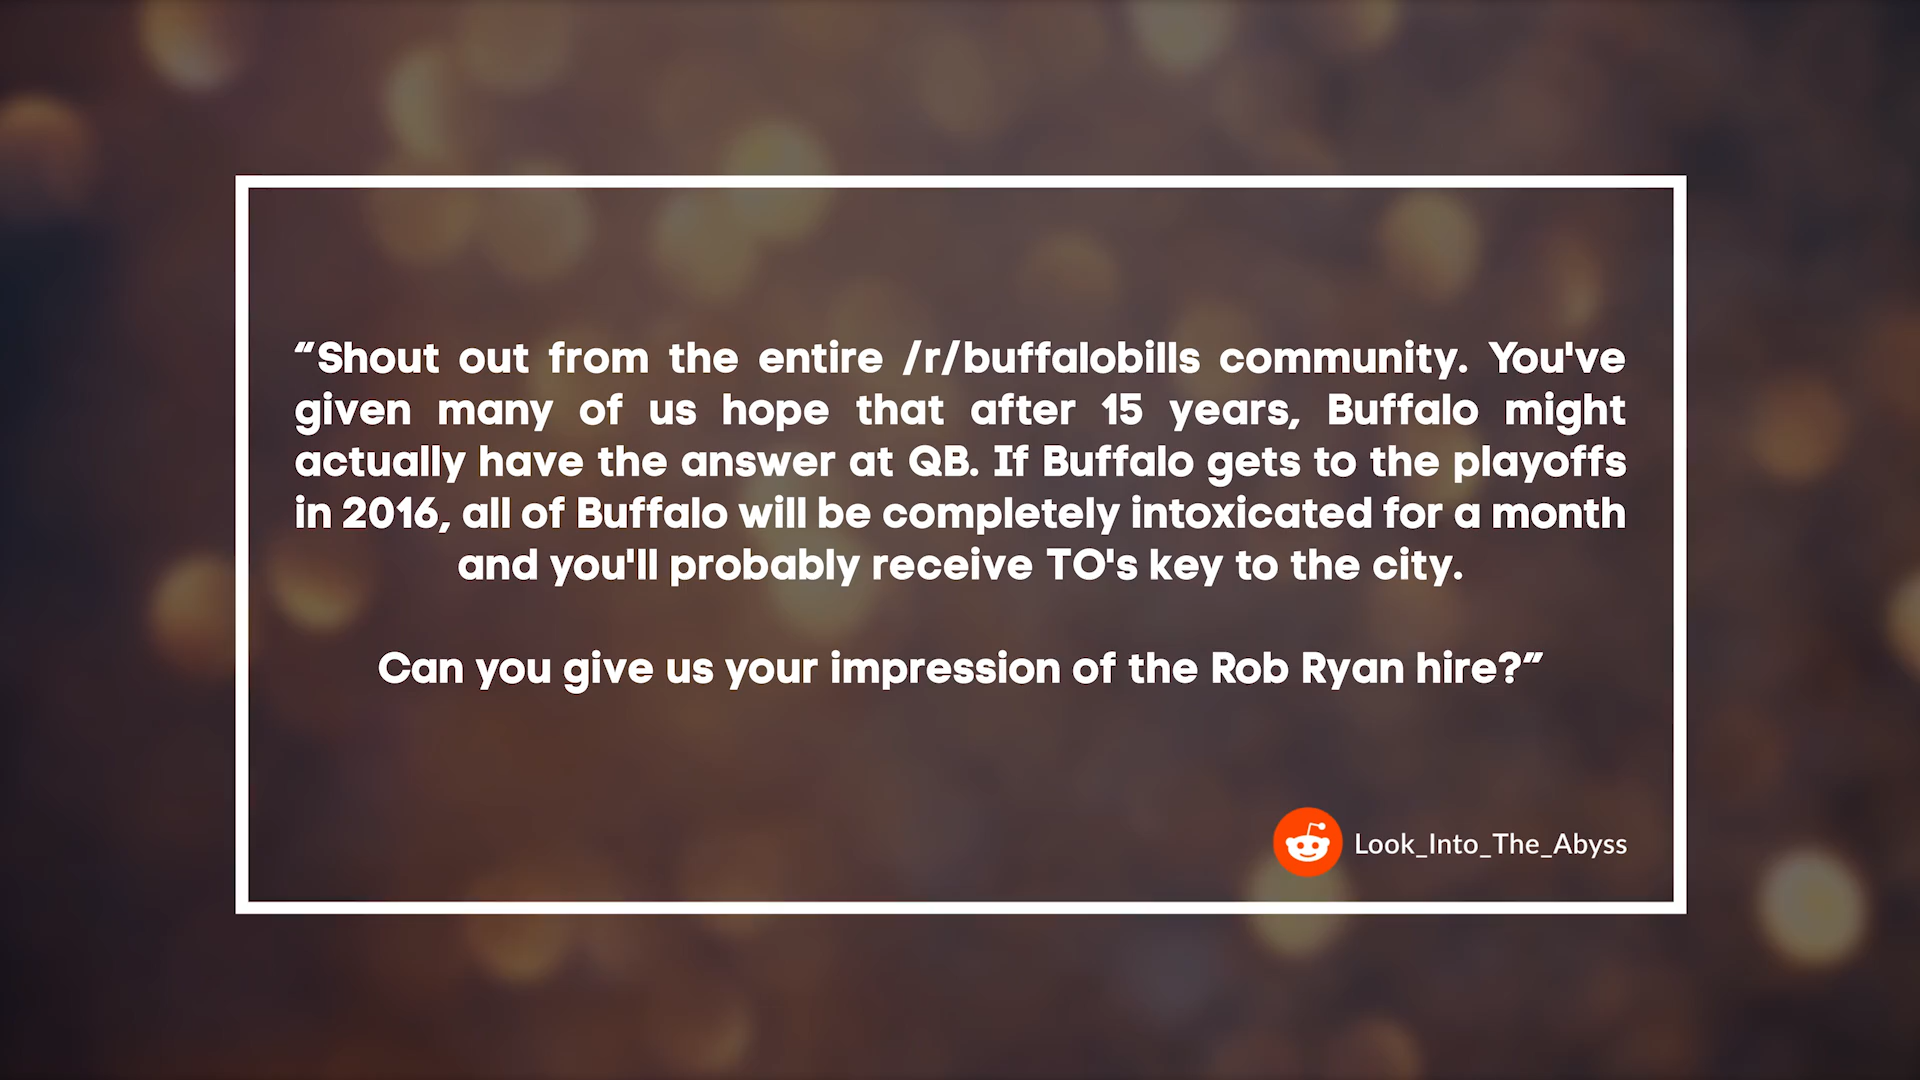 “Shout out from the entire /r/buffalobills community. You've
given many of us hope that after 15 years, Buffalo might
actually have the answer at QB. If Buffalo gets to the playoffs
in 2016, all of Buffalo will be completely intoxicated for a month
and you'll probably receive TO's key to the city.
Can you give us your impression of the Rob Ryan hire?”
Look_Into_The_Abyss